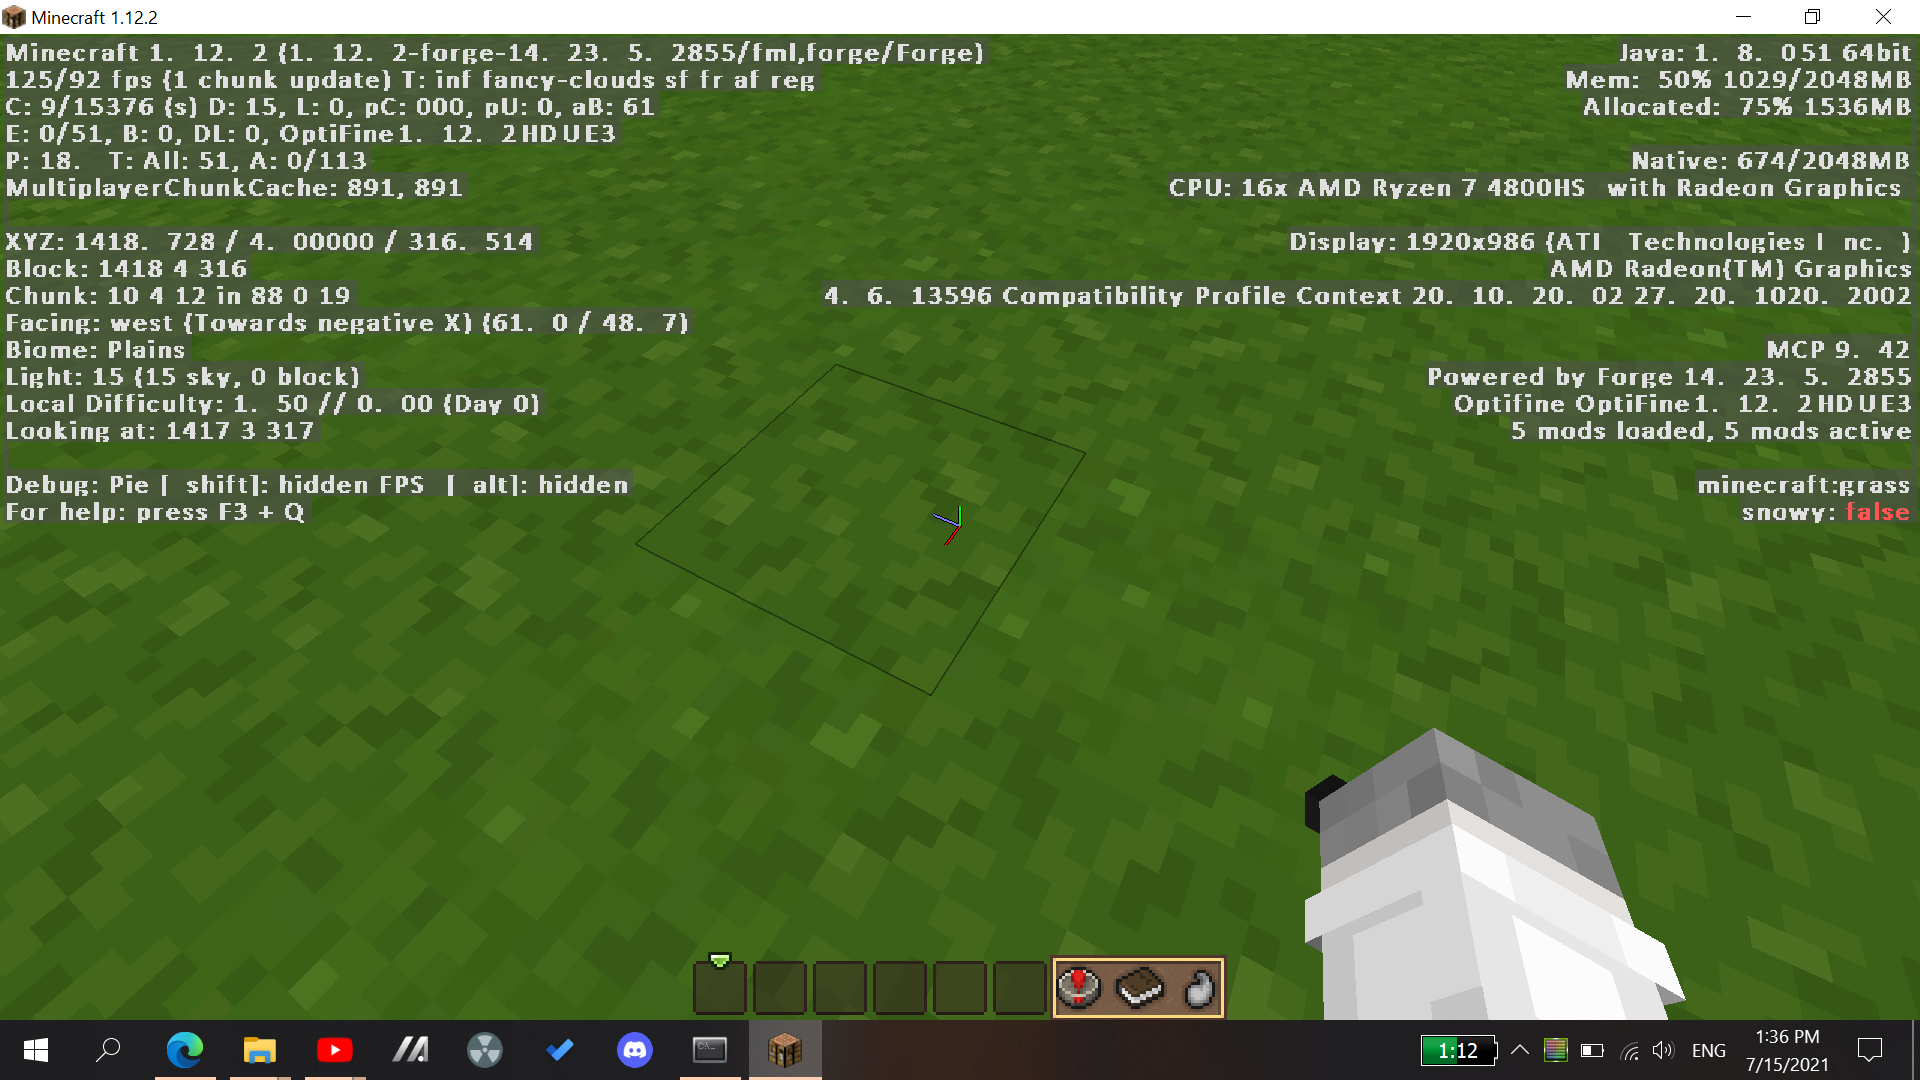 Minecraft 1.12.2
Minecraft 1. 12. 2 (1. 12. 2-forge-14. 23. 5. 2855/fml,forge/Forge)
125/92 fps (1 chunk update) T: inf fancy-clouds sf fr af reg
C: 9/15376 (s) D: 15, L: 0, pC: 000, pU: 0, aB: 61
E: 0/51, B: 0, DL: 0, OptiFine1. 12. 2HDUE3
P: 18. T: All: 51, A: 0/113
MultiplayerChunkCache: 891, 891
XYZ: 1418. 728 / 4. 00000 / 316. 514
Block: 1418 4 316
Chunk: 10 4 12 in 88 0 19
Facing: west (Towards negative X) (61. 0 / 48. 7)
Biome: Plains
Light: 15 (15 sky, 0 block)
Local Difficulty: 1. 50 // 0. 00 (Day 0)
Looking at: 1417 3 317
Debug: Pie [ shift]: hidden FPS [ alt]: hidden
For help: press F3 + Q
Java: 1. 8. 051 64bit
Mem: 50% 1029/2048MB
Allocated: 75% 1536MB
Native: 674/2048MB
CPU: 16x AMD Ryzen 7 4800HS with Radeon Graphics
Display: 1920x986 (ATI Technologies I nc. )
AMD Radeon(TM) Graphics
4. 6. 13596 Compatibility Profile Context 20. 10. 20. 02 27. 20. 1020. 2002
MCP 9. 42
Powered by Forge 14. 23. 5. 2855
Optifine OptiFine1. 12. 2HDUE3
5 mods loaded, 5 mods active
minecraft:grass
snowy: false
1:12
ENG
1:36 PM
7/15/2021